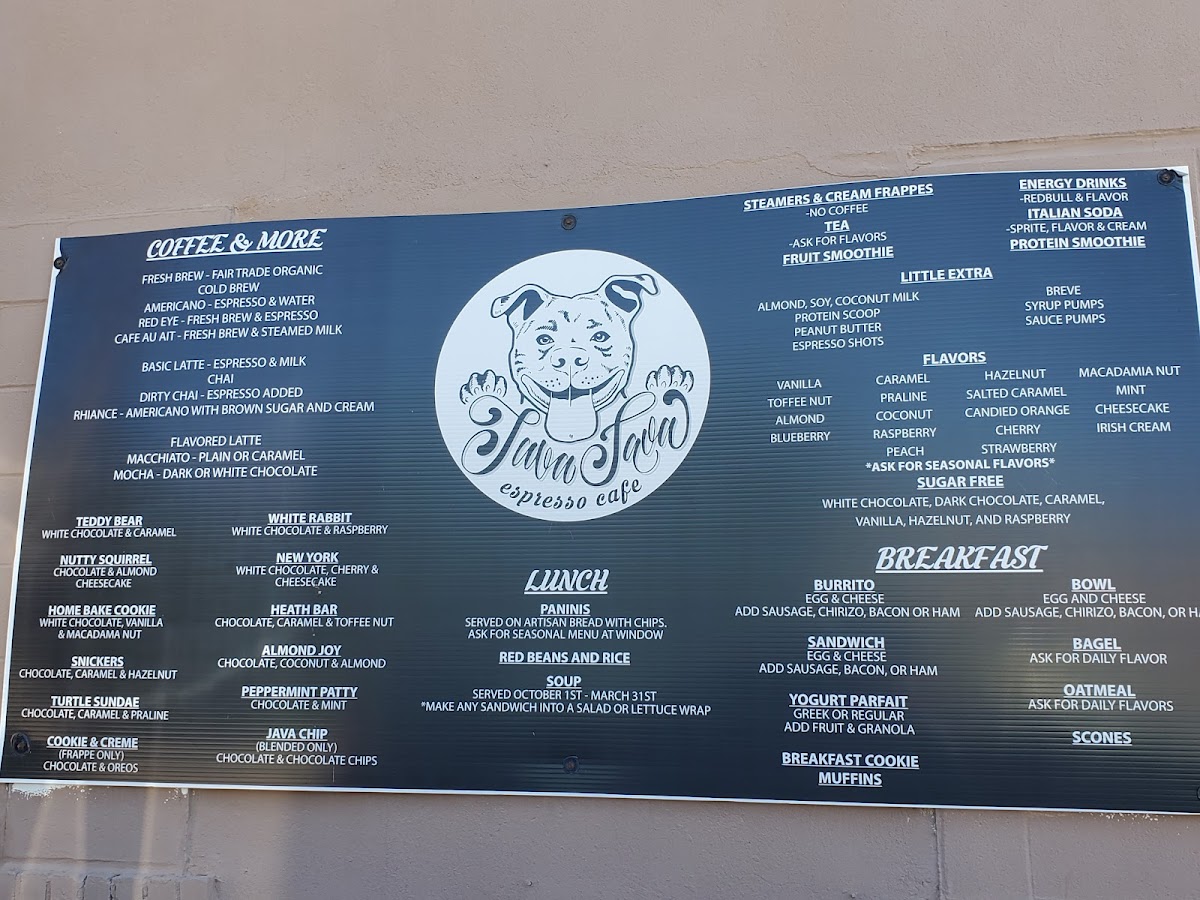 COFFEE & MORE
FRESH BREW - FAIR TRADE ORGANIC
COLD BREW
AMERICANO - ESPRESSO & WATER
RED EYE - FRESH BREW & ESPRESSO
CAFE AU AIT - FRESH BREW & STEAMED MILK
BASIC LATTE - ESPRESSO & MILK
CHAI
DIRTY CHAI - ESPRESSO ADDED
RHIANCE - AMERICANO WITH BROWN SUGAR AND CREAM
FLAVORED LATTE
MACCHIATO - PLAIN OR CARAMEL
MOCHA - DARK OR WHITE CHOCOLATE
TEDDY BEAR
WHITE CHOCOLATE & CARAMEL
NUTTY SQUIRREL
CHOCOLATE & ALMOND
CHEESECAKE
HOME BAKE COOKIE
WHITE CHOCOLATE, VANILLA
& MACADAMA NUT
SNICKERS
CHOCOLATE, CARAMEL & HAZELNUT
TURTLE SUNDAE
CHOCOLATE, CARAMEL & PRALINE
COOKIE & CREME
(FRAPPE ONLY)
CHOCOLATE & OREOS
WHITE RABBIT
WHITE CHOCOLATE & RASPBERRY
NEW YORK
WHITE CHOCOLATE, CHERRY &
CHEESECAKE
HEATH BAR
CHOCOLATE, CARAMEL & TOFFEE NUT
ALMOND JOY
CHOCOLATE, COCONUT & ALMOND
PEPPERMINT PATTY
CHOCOLATE & MINT
JAVA CHIP
(BLENDED ONLY)
CHOCOLATE & CHOCOLATE CHIPS
Java Java
espresso cafe
LUNCH
PANINIS
SERVED ON ARTISAN BREAD WITH CHIPS.
ASK FOR SEASONAL MENU AT WINDOW
RED BEANS AND RICE
SOUP
SERVED OCTOBER 1ST - MARCH 31ST
*MAKE ANY SANDWICH INTO A SALAD OR LETTUCE WRAP
STEAMERS & CREAM FRAPPES
-NO COFFEE
TEA
-ASK FOR FLAVORS
FRUIT SMOOTHIE
ENERGY DRINKS
-REDBULL & FLAVOR
ITALIAN SODA
-SPRITE, FLAVOR & CREAM
PROTEIN SMOOTHIE
LITTLE EXTRA
ALMOND, SOY, COCONUT MILK
PROTEIN SCOOP
PEANUT BUTTER
ESPRESSO SHOTS
BREVE
SYRUP PUMPS
SAUCE PUMPS
FLAVORS
VANILLA
TOFFEE NUT
ALMOND
BLUEBERRY
CARAMEL
PRALINE
COCONUT
RASPBERRY
PEACH
HAZELNUT
SALTED CARAMEL
CANDIED ORANGE
CHERRY
STRAWBERRY
MACADAMIA NUT
MINT
CHEESECAKE
IRISH CREAM
*ASK FOR SEASONAL FLAVORS*
SUGAR FREE
WHITE CHOCOLATE, DARK CHOCOLATE, CARAMEL,
VANILLA, HAZELNUT, AND RASPBERRY
BREAKFAST
BURRITO
EGG & CHEESE
ADD SAUSAGE, CHIRIZO, BACON OR HAM
SANDWICH
EGG & CHEESE
ADD SAUSAGE, BACON, OR HAM
YOGURT PARFAIT
GREEK OR REGULAR
ADD FRUIT & GRANOLA
BREAKFAST COOKIE
MUFFINS
BOWL
EGG AND CHEESE
ADD SAUSAGE, CHIRIZO, BACON, OR HA
BAGEL
ASK FOR DAILY FLAVOR
OATMEAL
ASK FOR DAILY FLAVORS
SCONES